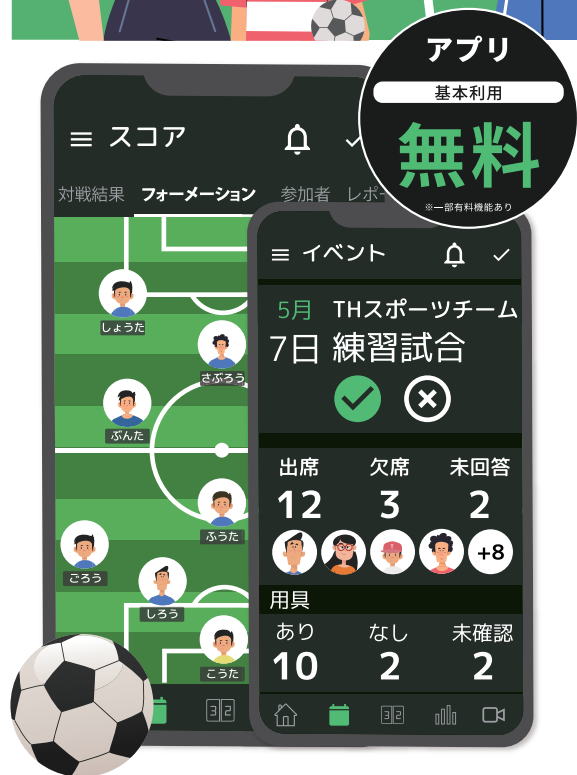 アプリ
基本利用
無料
※一部有料機能あり
スコア
対戦結果 フォーメーション 参加者 レポー
しょうた
さぶろう
ぶんた
ふうた
ごろう
しろう
こうた
32
イベント
5月 THスポーツチーム
7日 練習試合
出席 欠席 未回答
12 3 2
+8
用具
あり なし 未確認
10 2 2
32